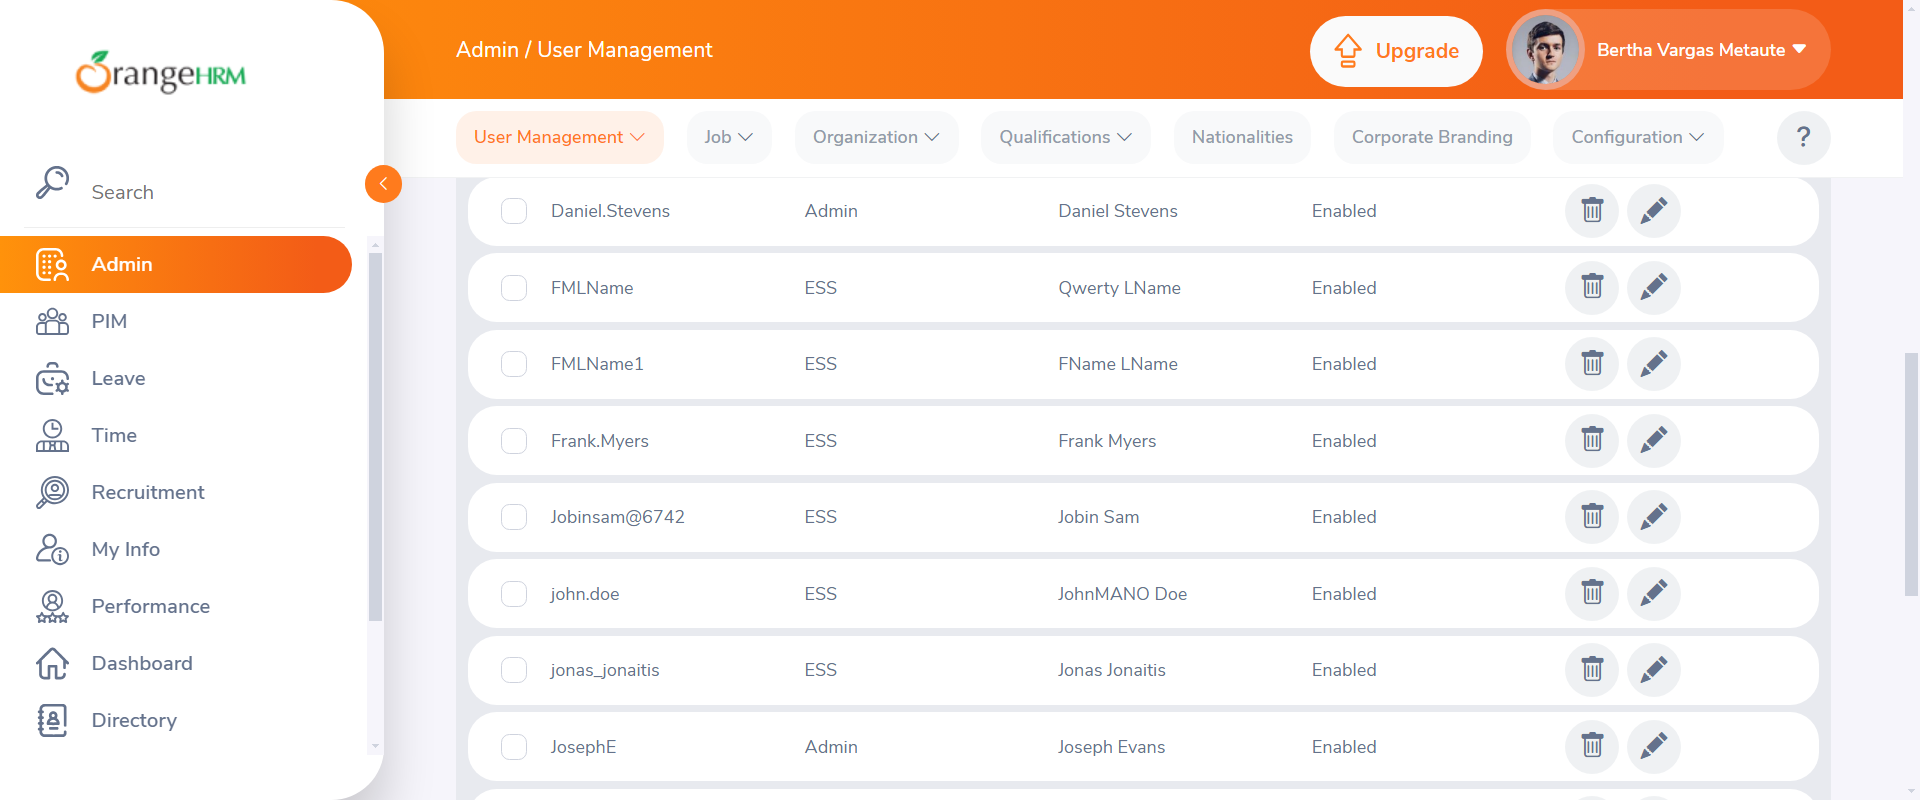 OrangeHRM
Admin / User Management
Upgrade
Bertha Vargas Metaute
User Management
Job
Organization
Qualifications
Nationalities
Corporate Branding
Configuration
?
Search
Admin
PIM
Leave
Time
Recruitment
My Info
Performance
Dashboard
Directory
Daniel.Stevens Admin Daniel Stevens Enabled
FMLName ESS Qwerty LName Enabled
FMLName1 ESS FName LName Enabled
Frank.Myers ESS Frank Myers Enabled
Jobinsam@6742 ESS Jobin Sam Enabled
john.doe ESS JohnMANO Doe Enabled
jonas_jonaitis ESS Jonas Jonaitis Enabled
JosephE Admin Joseph Evans Enabled